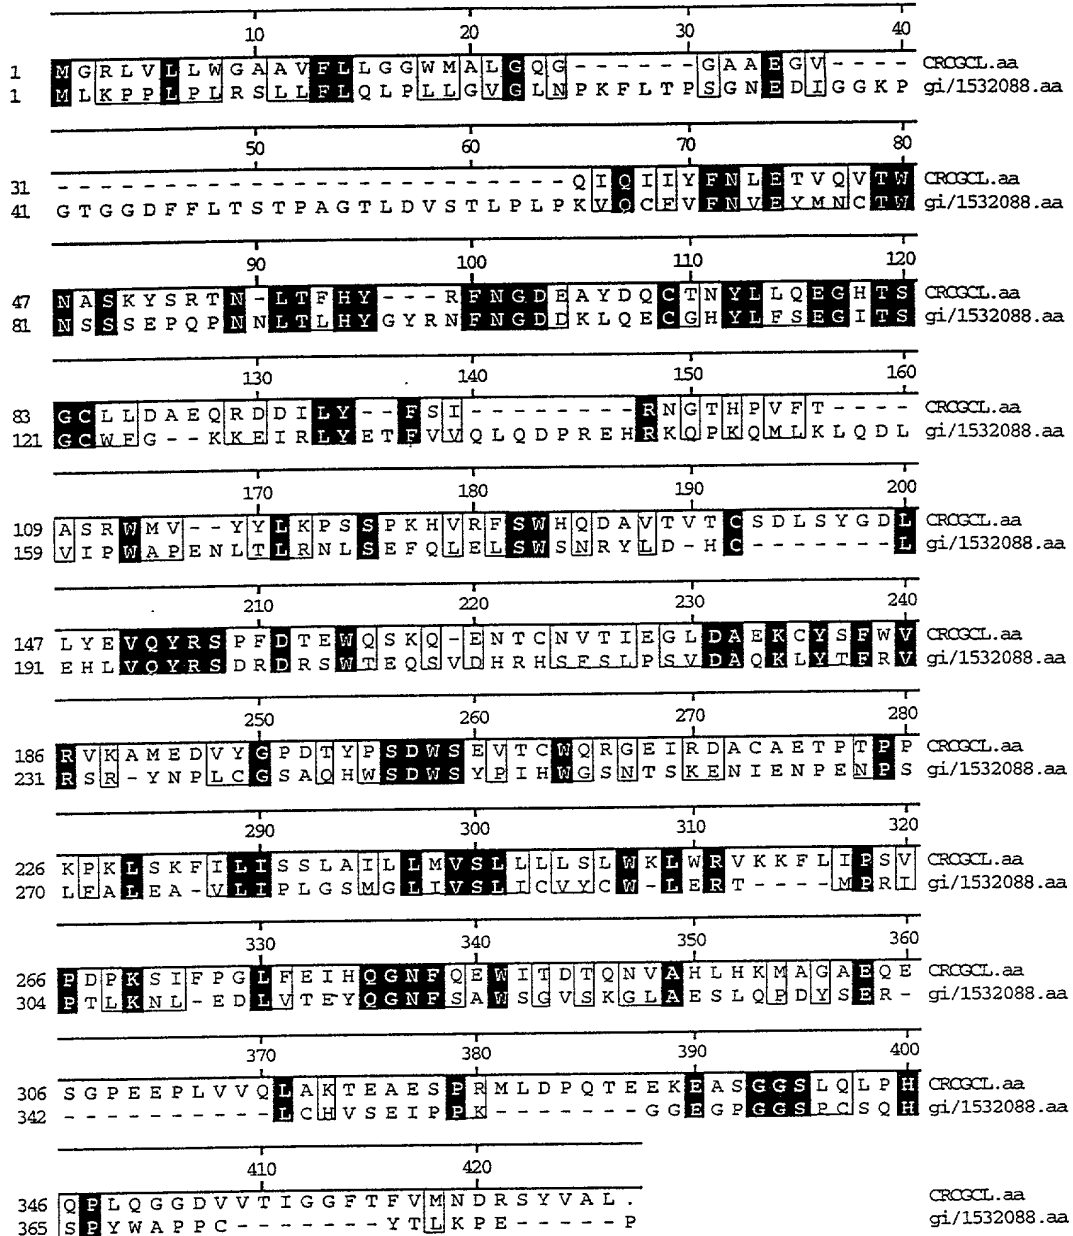 10 20 30 40
1 M G R L V L L W G A A V F L L G G W M A L G Q G - - - - - - G A A E G V - - - - CRCGCL.aa
1 M L K P P L P L R S L L F L Q L P L L G V G L N P K F L T P S G N E D I G G K P gi/1532088.aa
50 60 70 80
31 - - - - - - - - - - - - - - - - - - - - - - - - Q I Q I I Y F N L E T V Q V T W CRCGCL.aa
41 G T G G D F F L T S T P A G T L D V S T L P L P K V Q C F V F N V E Y M N C T W gi/1532088.aa
90 100 110 120
47 N A S K Y S R T N - L T F H Y - - - R F N G D E A Y D Q C T N Y L L Q E G H T S CRCGCL.aa
81 N S S S E P Q P N N L T L H Y G Y R N F N G D D K L Q E C G H Y L F S E G I T S gi/1532088.aa
130 140 150 160
83 G C L L D A E Q R D D I L Y - - F S I - - - - - - - - R N G T H P V F T - - - - CRCGCL.aa
121 G C W F G - - K K E I R L Y E T F V V Q L Q D P R E H R K Q P K Q M L K L Q D L gi/1532088.aa
170 180 190 200
109 A S R W M V - - Y Y L K P S S P K H V R F S W H Q D A V T V T C S D L S Y G D L CRCGCL.aa
159 V I P W A P E N L T L R N L S E F Q L E L S W S N R Y L D - H C - - - - - - - L gi/1532088.aa
210 220 230 240
147 L Y E V Q Y R S P F D T E W Q S K Q - E N T C N V T I E G L D A E K C Y S F W V CRCGCL.aa
191 E H L V Q Y R S D R D R S W T E Q S V D H R H S F S L P S V D A Q K L Y T F R V gi/1532088.aa
250 260 270 280
186 R V K A M E D V Y G P D T Y P S D W S E V T C W Q R G E I R D A C A E T P T P P CRCGCL.aa
231 R S R - Y N P L C G S A Q H W S D W S Y P I H W G S N T S K E N I E N P E N P S gi/1532088.aa
290 300 310 320
226 K P K L S K F I L I S S L A I L L M V S L L L L S L W K L W R V K K F L I P S V CRCGCL.aa
270 L F A L E A - V L I P L G S M G L I V S L I C V Y C W - L E R T - - - - M P R I gi/1532088.aa
330 340 350 360
266 P D P K S I F P G L F E I H Q G N F Q E W I T D T Q N V A H L H K M A G A E Q E CRCGCL.aa
304 P T L K N L - E D L V T E Y Q G N F S A W S G V S K G L A E S L Q P D Y S E R - gi/1532088.aa
370 380 390 400
306 S G P E E P L V V Q L A K T E A E S P R M L D P Q T E E K E A S G G S L Q L P H CRCGCL.aa
342 - - - - - - - - - - L C H V S E I P P K - - - - - - - G G E G P G G S P C S Q H gi/1532088.aa
410 420
346 Q P L Q G G D V V T I G G F T F V M N D R S Y V A L . CRCGCL.aa
365 S P Y W A P P C - - - - - - - Y T L K P E - - - - - P gi/1532088.aa